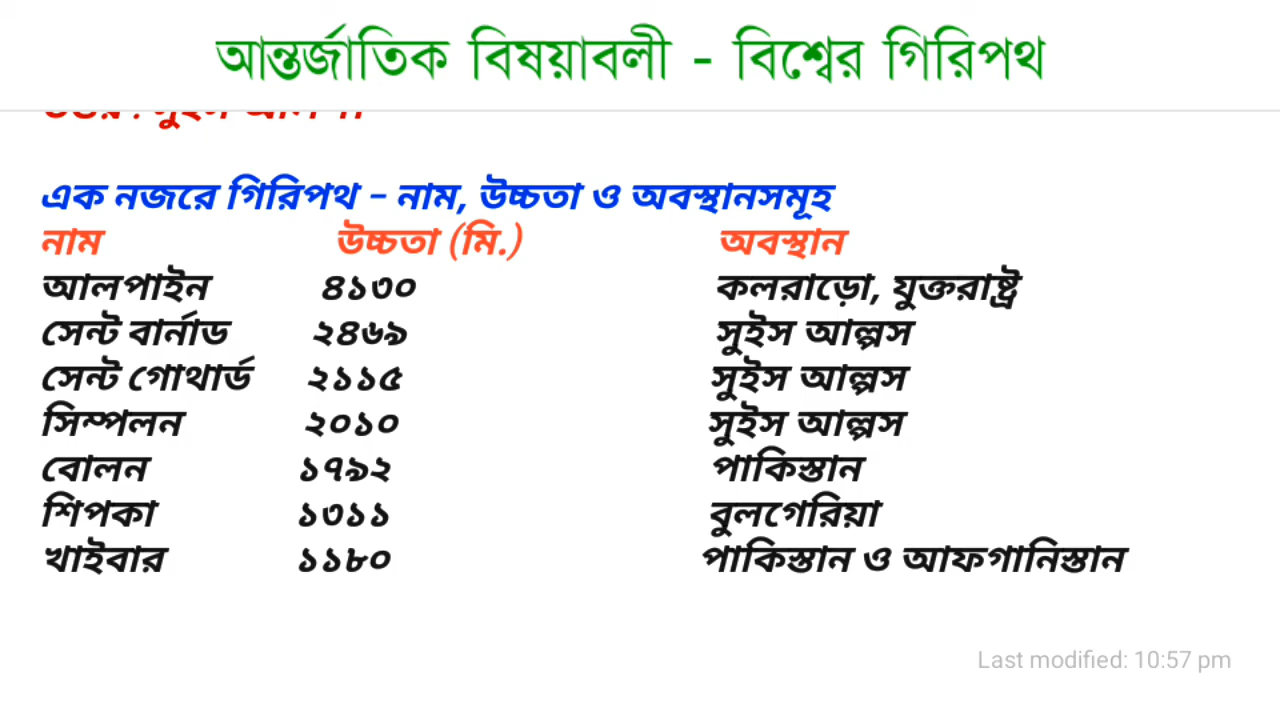 আন্তর্জাতিক বিষয়াবলী - বিশ্বের গিরিপথ
এক নজরে গিরিপথ – নাম, উচ্চতা ও অবস্থানসমূহ
নাম উচ্চতা (মি.) অবস্থান
আলপাইন ৪১৩০ কলরাডো, যুক্তরাষ্ট্র
সেন্ট বার্নাড ২৪৬৯ সুইস আল্পস
সেন্ট গোথার্ড ২১১৫ সুইস আল্পস
সিম্পলন ২০১০ সুইস আল্পস
বোলন ১৭৯২ পাকিস্তান
শিপকা ১৩১১ বুলগেরিয়া
খাইবার ১১৮০ পাকিস্তান ও আফগানিস্তান
Last modified: 10:57 pm